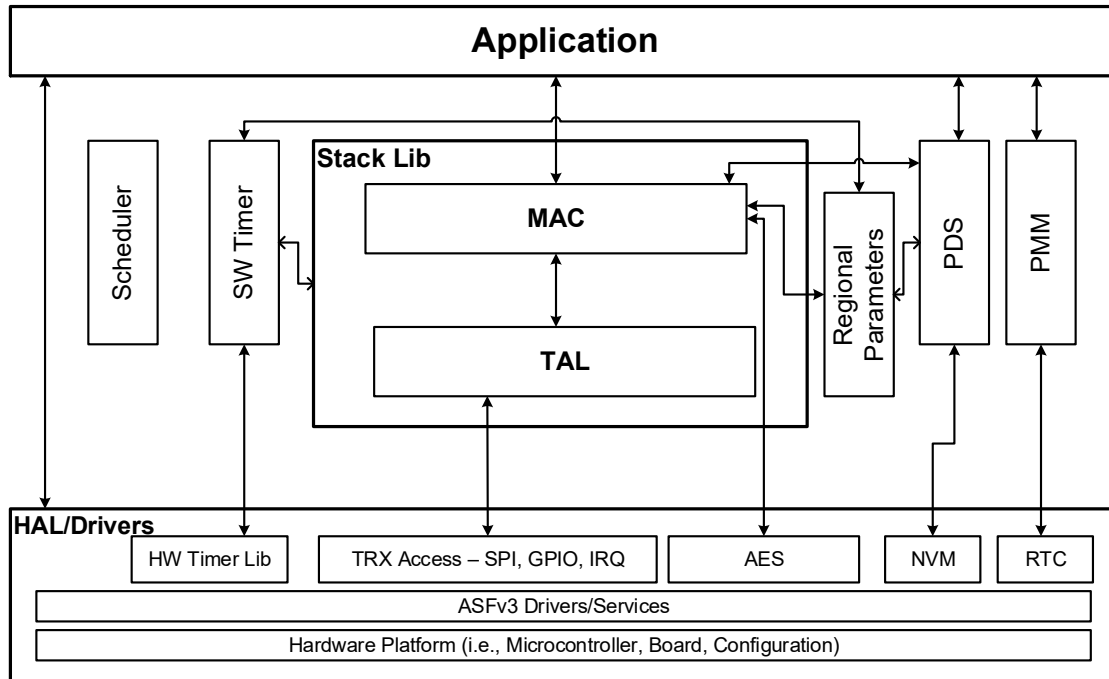 Application
Scheduler
SW Timer
Stack Lib
MAC
TAL
Regional
Parameters
PDS
PMM
HAL/Drivers
HW Timer Lib
TRX Access – SPI, GPIO, IRQ
AES
NVM
RTC
ASFv3 Drivers/Services
Hardware Platform (i.e., Microcontroller, Board, Configuration)